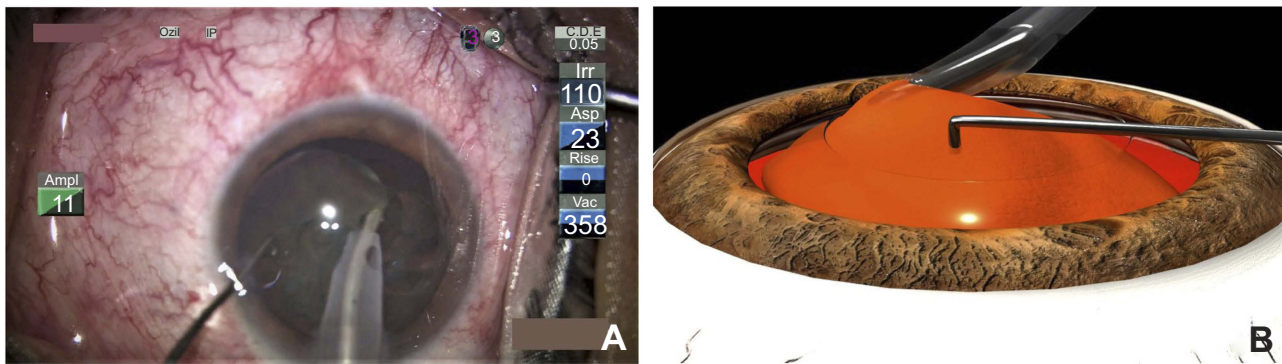 Ozil IP
3 3
C.D.E
0.05
Irr
110
Asp
23
Rise
0
Vac
358
Ampl
11
A
B